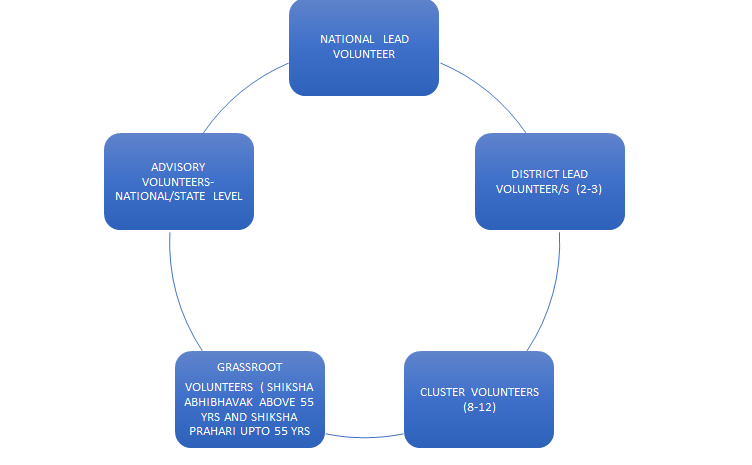 NATIONAL LEAD
VOLUNTEER
DISTRICT LEAD
VOLUNTEER/S (2-3)
CLUSTER VOLUNTEERS
(8-12)
GRASSROOT
VOLUNTEERS ( SHIKSHA
ABHIBHAVAK ABOVE 55
YRS AND SHIKSHA
PRAHARI UPTO 55 YRS
ADVISORY
VOLUNTEERS-
NATIONAL/STATE LEVEL